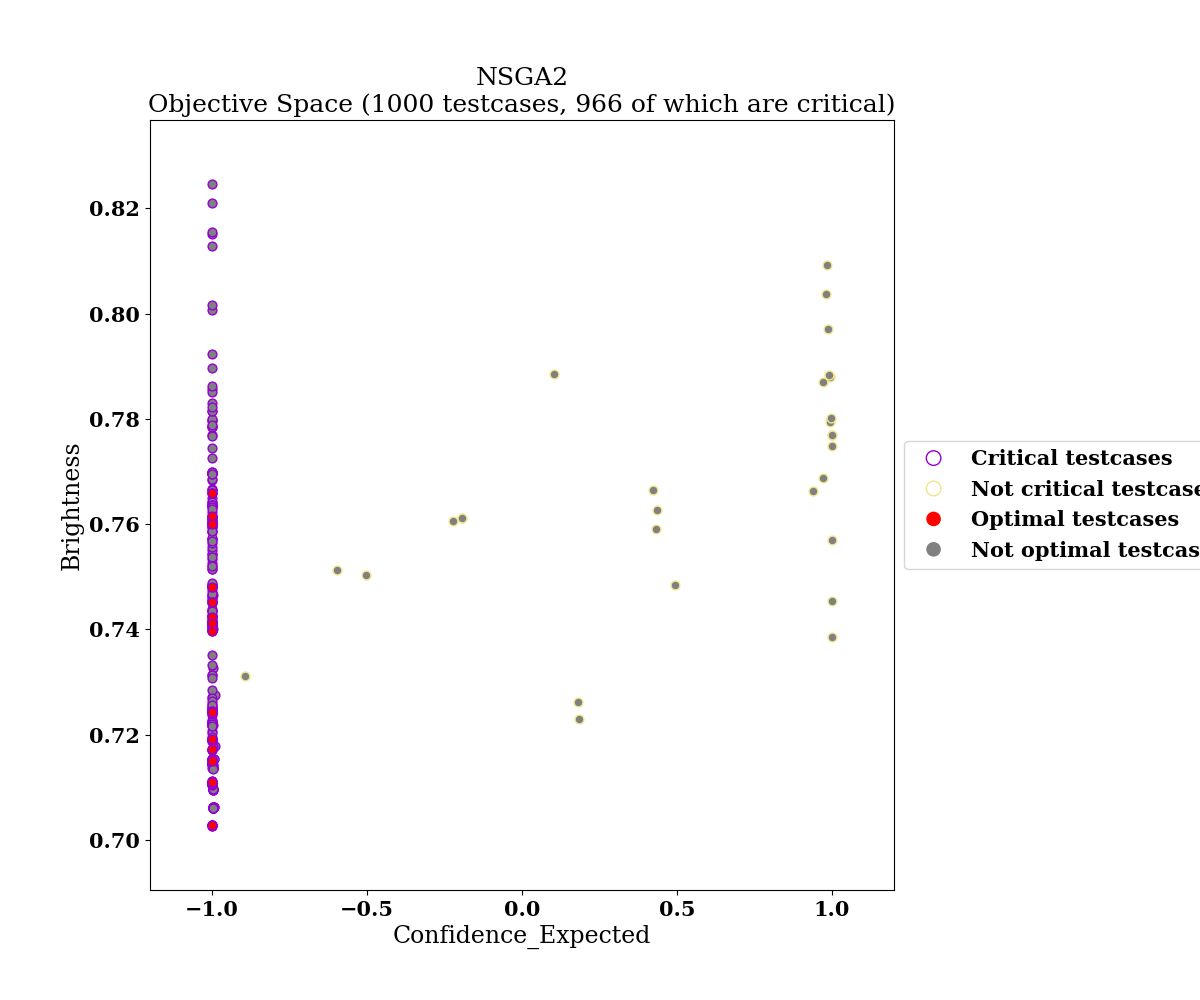 NSGA2
Objective Space (1000 testcases, 966 of which are critical)
0.82
0.80
0.78
0.76
0.74
0.72
0.70
Brightness
−1.0
−0.5
0.0
0.5
1.0
Confidence_Expected
Critical testcases
Not critical testcase
Optimal testcases
Not optimal testcas